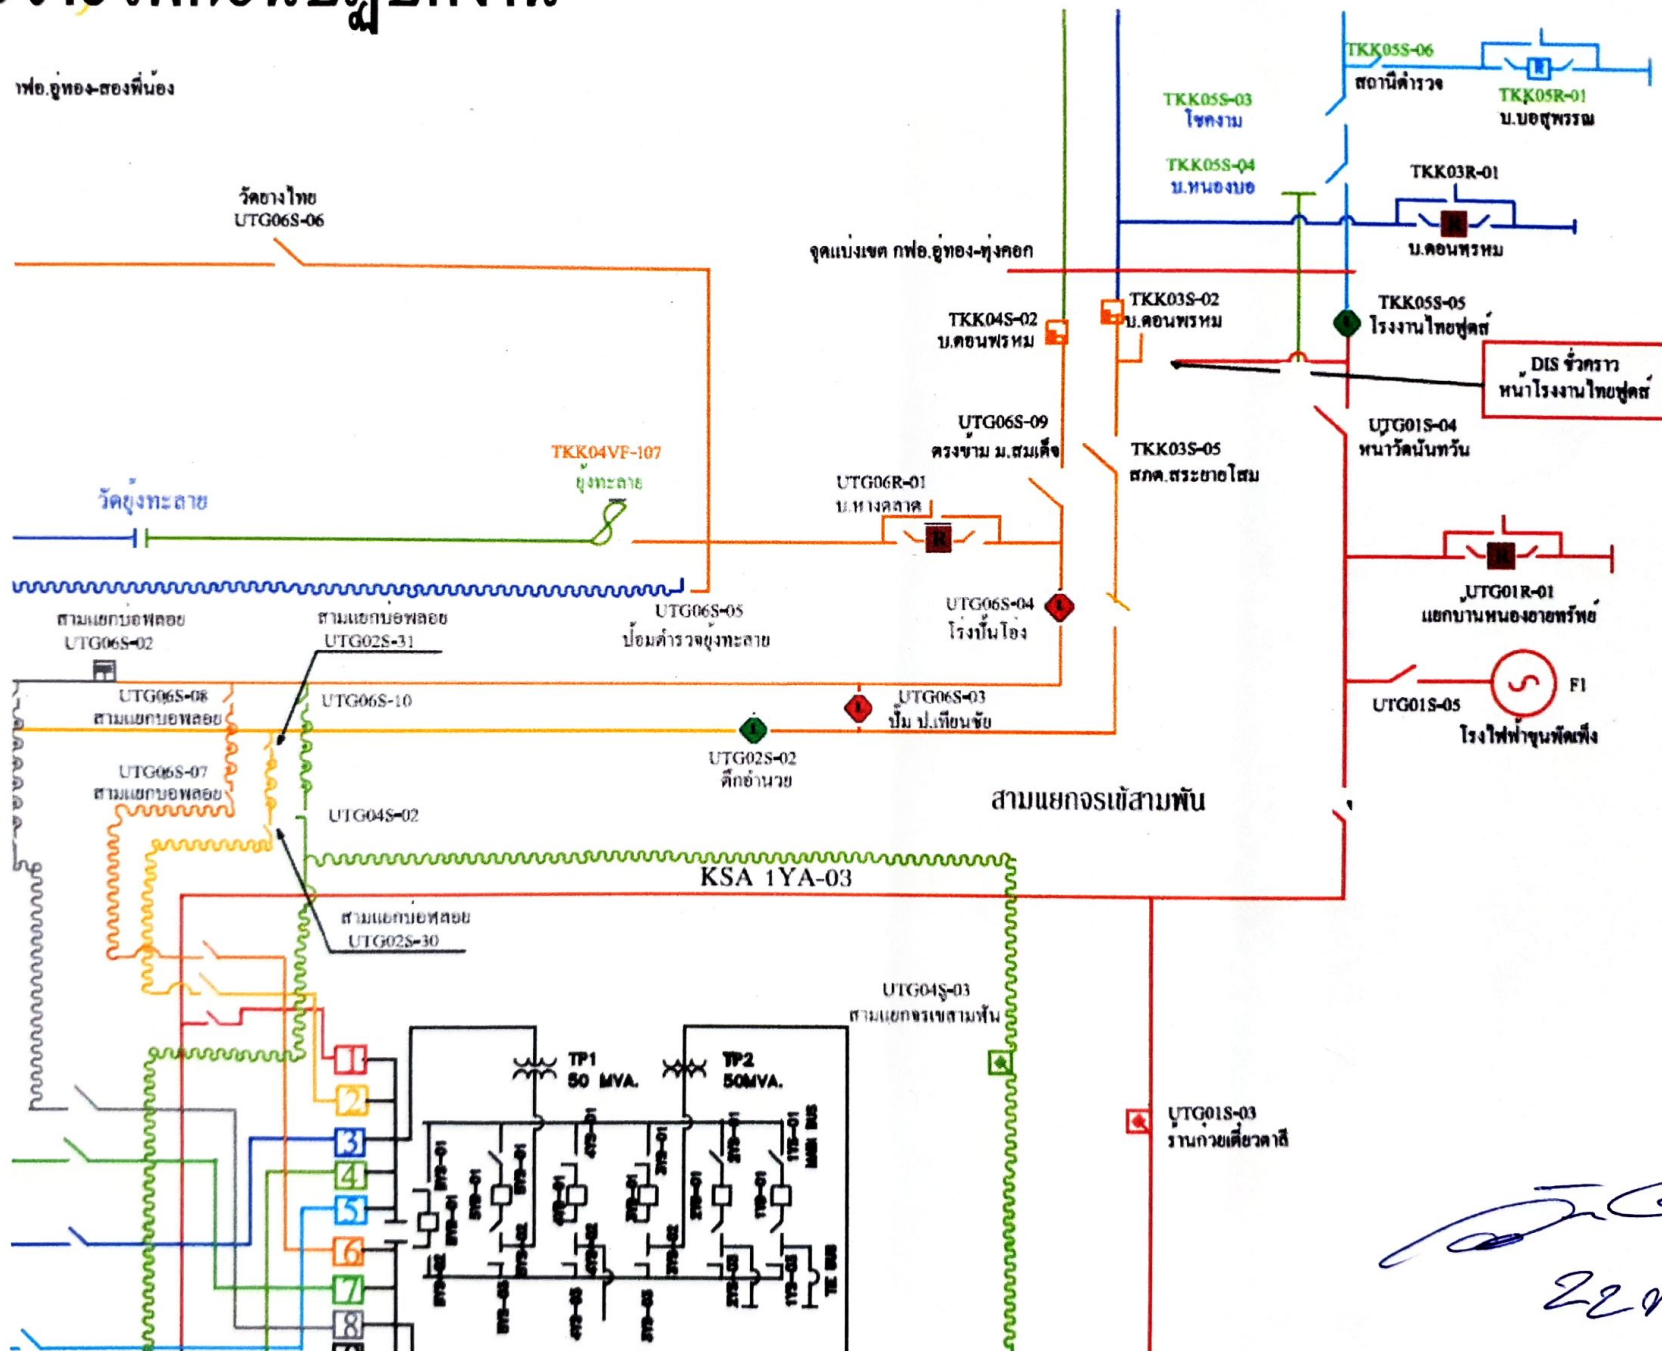 กฟอ.อู่ทอง-สองพี่น้อง
วัดยางไทย
UTG06S-06
TKK05S-06
สถานีตำรวจ
TKK05R-01
บ.บ่อสุพรรณ
TKK05S-03
โชคงาม
TKK05S-04
บ.หนองบอ
TKK03R-01
บ.ดอนพรหม
จุดแบ่งเขต กฟอ.อู่ทอง-ทุ่งคอก
TKK04S-02
บ.ดอนพรหม
TKK03S-02
บ.ดอนพรหม
TKK05S-05
โรงงานไทยฟูดส์
DIS ชั่วคราว
หน้าโรงงานไทยฟูดส์
UTG06S-09
ตรงข้าม ม.สมเด็จ
TKK03S-05
สภต.สระยายโสม
UTG01S-04
หน้าวัดนันทวัน
TKK04VF-107
ยุ้งทะลาย
วัดยุ้งทะลาย
UTG06R-01
บ.หางตลาด
R
R
R
R
UTG01R-01
แยกบ้านหนองยายทรัพย์
UTG06S-05
ป้อมตำรวจยุ้งทะลาย
UTG06S-04
โรงปั้นโอ่ง
สามแยกบ่อพลอย
UTG06S-02
สามแยกบ่อพลอย
UTG02S-31
UTG06S-08
สามแยกบ่อพลอย
UTG06S-10
UTG06S-03
ปั๊ม ป.เทียนชัย
UTG01S-05
F1
โรงไฟฟ้าขุนพัดเพ็ง
UTG02S-02
ตึกอำนวย
UTG06S-07
สามแยกบ่อพลอย
UTG04S-02
สามแยกจรเข้สามพัน
KSA 1YA-03
สามแยกบ่อพลอย
UTG02S-30
UTG04S-03
สามแยกจรเขสามพัน
TP1
50 MVA.
TP2
50MVA.
UTG01S-03
ร้านก๋วยเตี๋ยวตาสี
1
2
3
4
5
6
7
8
MAIN BUS
TIE BUS